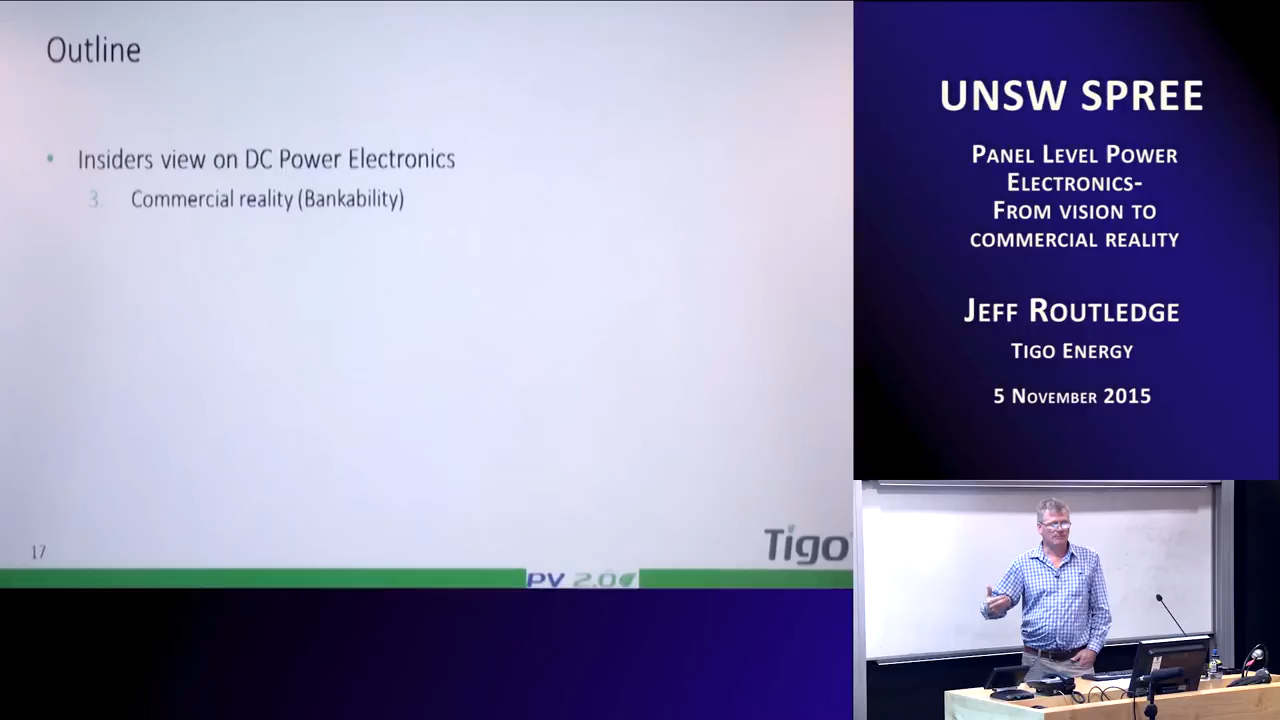 Outline
• Insiders view on DC Power Electronics
3. Commercial reality (Bankability)
17
Tigo
PV 2.0
UNSW SPREE
PANEL LEVEL POWER
ELECTRONICS-
FROM VISION TO
COMMERCIAL REALITY
JEFF ROUTLEDGE
TIGO ENERGY
5 NOVEMBER 2015